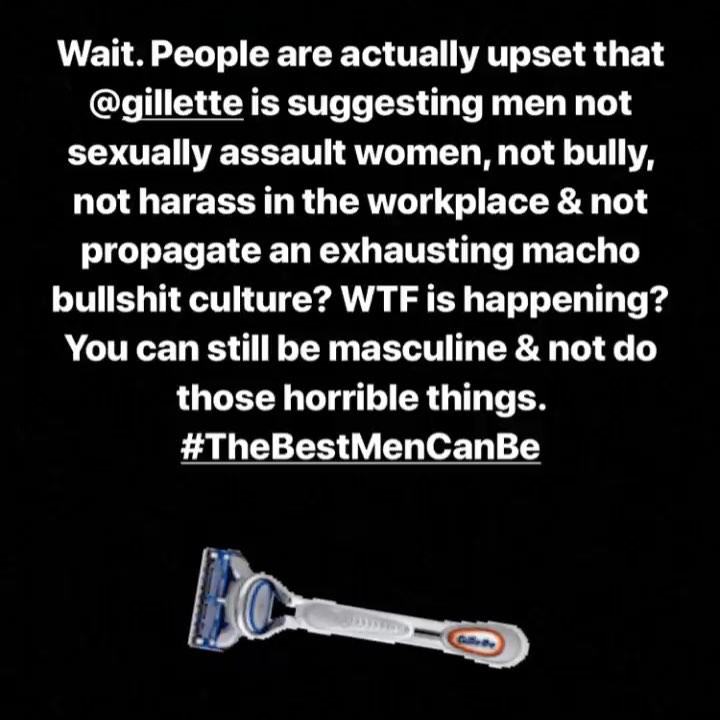 Wait. People are actually upset that
@gillette is suggesting men not
sexually assault women, not bully,
not harass in the workplace & not
propagate an exhausting macho
bullshit culture? WTF is happening?
You can still be masculine & not do
those horrible things.
#TheBestMenCanBe
Gillette